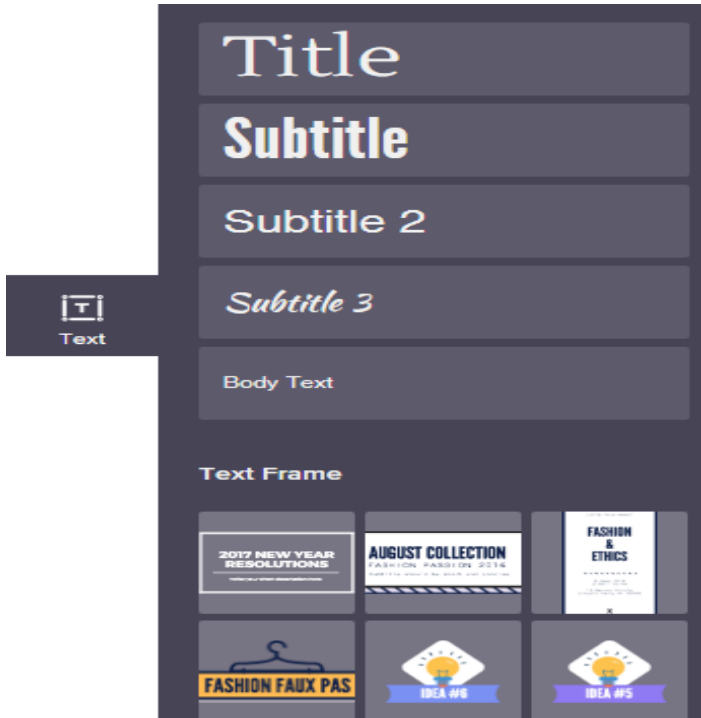 Title
Subtitle
Subtitle 2
Subtitle 3
Body Text
Text
Text Frame
2017 NEW YEAR
RESOLUTIONS
AUGUST COLLECTION
FASHION PASSION 2016
FASHION
&
ETHICS
FASHION FAUX PAS
IDEA #6
IDEA #5